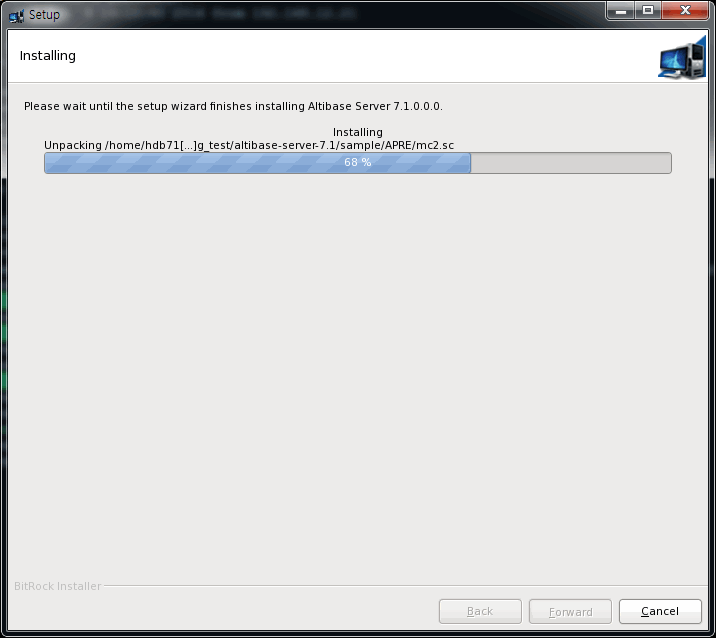 Setup
Installing
Please wait until the setup wizard finishes installing Altibase Server 7.1.0.0.0.
Installing
Unpacking /home/hdb71[...]g_test/altibase-server-7.1/sample/APRE/mc2.sc
68 %
BitRock Installer
Back
Forward
Cancel